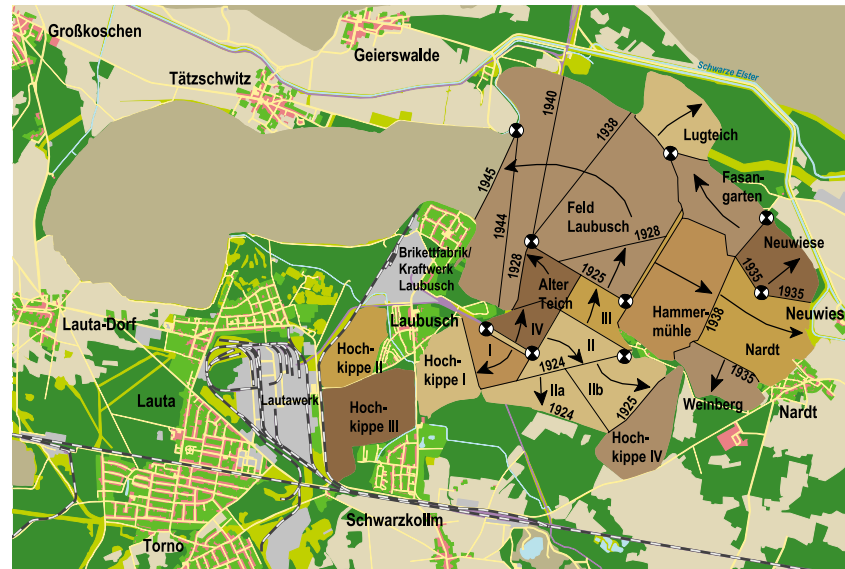 Großkoschen
Geierswalde
Tätzschwitz
Schwarze Elster
1940
1938
Lugteich
Fasan-
garten
1945
1944
1928
Feld
Laubusch
1928
Neuwiese
1935
1935
Brikettfabrik/
Kraftwerk
Laubusch
Alter
Teich
1925
III
Hammer-
mühle
1938
Neuwies
Lauta-Dorf
Laubusch
I
IV
II
1924
Nardt
1935
Hoch-
kippe II
Hoch-
kippe I
IIa
IIb
1924
1925
Weinberg
Nardt
Lauta
Lautawerk
Hoch-
kippe III
Hoch-
kippe IV
Schwarzkollm
Torno